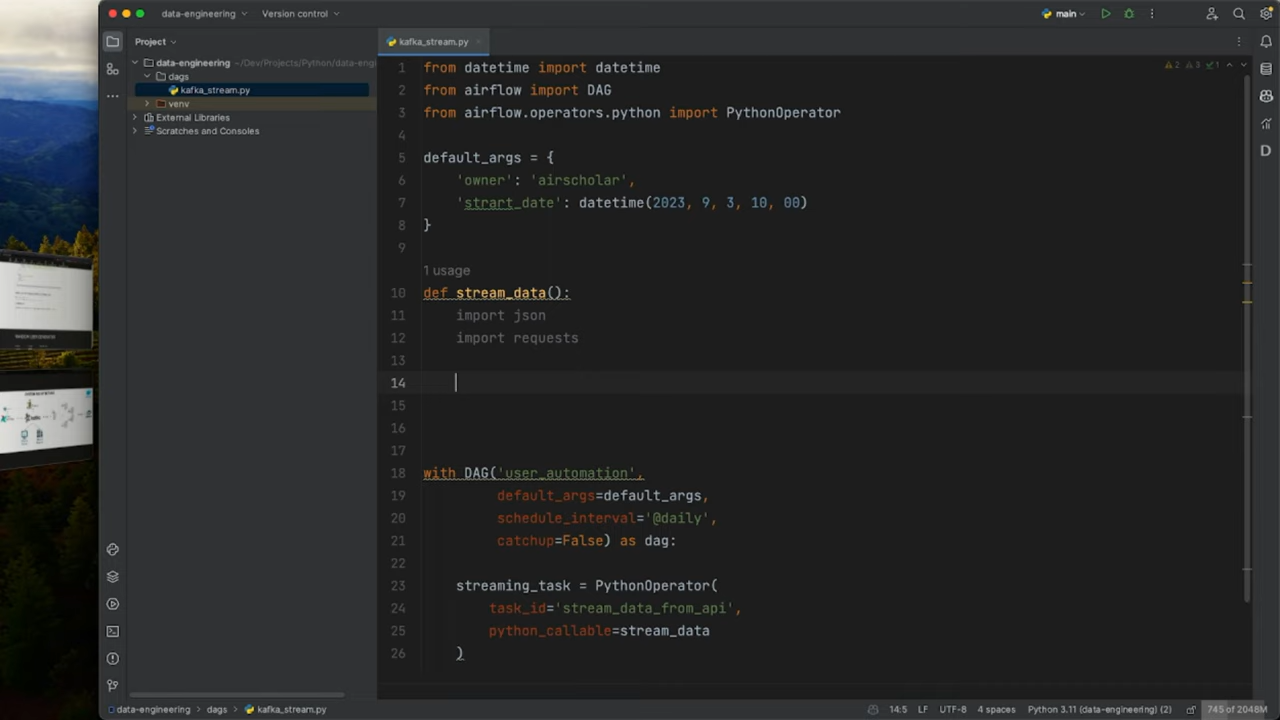 data-engineering
Version control
main
Project
kafka_stream.py
data-engineering ~/Dev/Projects/Python/data-engi
dags
kafka_stream.py
venv
External Libraries
Scratches and Consoles
2 3 1
1 from datetime import datetime
2 from airflow import DAG
3 from airflow.operators.python import PythonOperator
4
5 default_args = {
6 'owner': 'airscholar',
7 'strart_date': datetime(2023, 9, 3, 10, 00)
8 }
9
1 usage
10 def stream_data():
11 import json
12 import requests
13
14
15
16
17
18 with DAG('user_automation',
19 default_args=default_args,
20 schedule_interval='@daily',
21 catchup=False) as dag:
22
23 streaming_task = PythonOperator(
24 task_id='stream_data_from_api',
25 python_callable=stream_data
26 )
data-engineering > dags > kafka_stream.py
14:5 LF UTF-8 4 spaces Python 3.11 (data-engineering) (2) 745 of 2048M